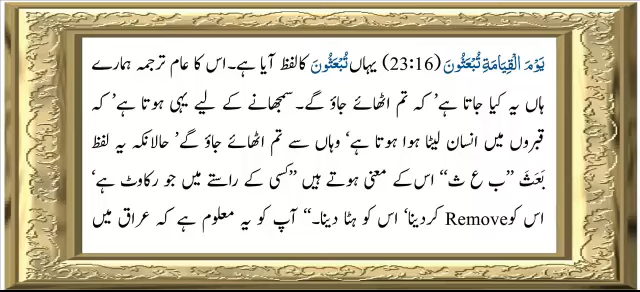 یَوْمَ الْقِیَامَةِ تُبْعَثُونَ (23:16) یہاں تُبْعَثُونَ کا لفظ آیا ہے۔ اس کا عام ترجمہ ہمارے
ہاں یہ کیا جاتا ہے‘ کہ تم اٹھائے جاؤ گے۔ سمجھانے کے لیے یہی ہوتا ہے‘ کہ
قبروں میں انسان لیٹا ہوا ہوتا ہے‘ وہاں سے تم اٹھائے جاؤ گے‘ حالانکہ یہ لفظ
بَعَثَ ”ب ع ث“ اس کے معنی ہوتے ہیں ”کسی کے راستے میں جو رکاوٹ ہے‘
اس کو Remove کر دینا‘ اس کو ہٹا دینا۔“ آپ کو یہ معلوم ہے کہ عراق میں